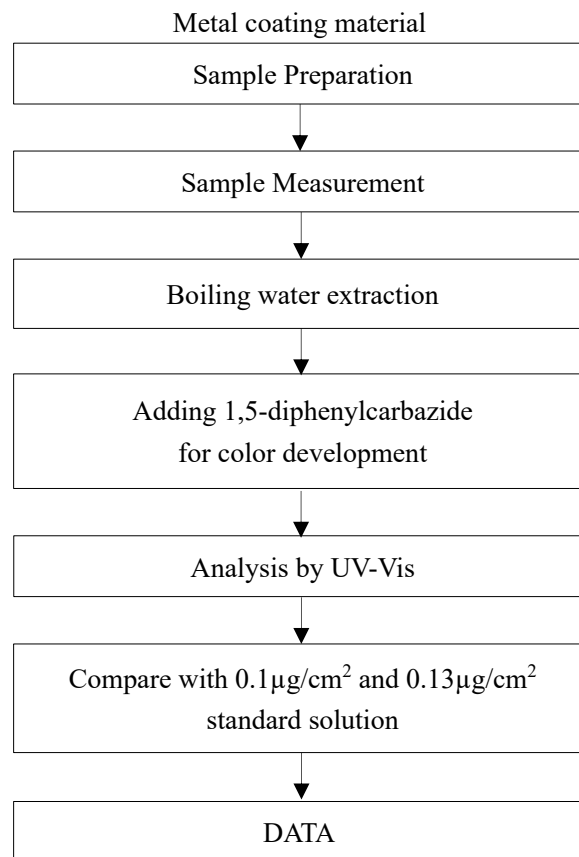 Metal coating material
Sample Preparation
Sample Measurement
Boiling water extraction
Adding 1,5-diphenylcarbazide
for color development
Analysis by UV-Vis
Compare with 0.1µg/cm² and 0.13µg/cm²
standard solution
DATA